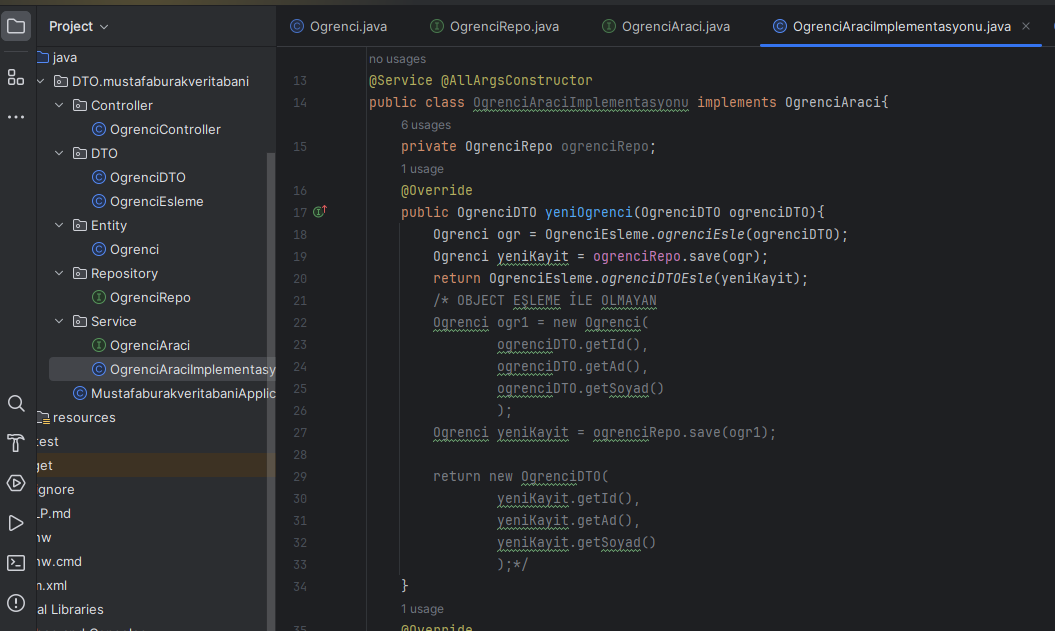 Project
Ogrenci.java
OgrenciRepo.java
OgrenciAraci.java
OgrenciAraciImplementasyonu.java
java
DTO.mustafaburakveritabani
Controller
OgrenciController
DTO
OgrenciDTO
OgrenciEsleme
Entity
Ogrenci
Repository
OgrenciRepo
Service
OgrenciAraci
OgrenciAraciImplementasy
MustafaburakveritabaniApplic
resources
test
get
ignore
LP.md
nw
nw.cmd
m.xml
al Libraries
no usages
13 @Service @AllArgsConstructor
14 public class OgrenciAraciImplementasyonu implements OgrenciAraci{
6 usages
15 private OgrenciRepo ogrenciRepo;
1 usage
16 @Override
17 public OgrenciDTO yeniOgrenci(OgrenciDTO ogrenciDTO){
18 Ogrenci ogr = OgrenciEsleme.ogrenciEsle(ogrenciDTO);
19 Ogrenci yeniKayit = ogrenciRepo.save(ogr);
20 return OgrenciEsleme.ogrenciDTOEsle(yeniKayit);
21 /* OBJECT EŞLEME İLE OLMAYAN
22 Ogrenci ogr1 = new Ogrenci(
23 ogrenciDTO.getId(),
24 ogrenciDTO.getAd(),
25 ogrenciDTO.getSoyad()
26 );
27 Ogrenci yeniKayit = ogrenciRepo.save(ogr1);
28
29 return new OgrenciDTO(
30 yeniKayit.getId(),
31 yeniKayit.getAd(),
32 yeniKayit.getSoyad()
33 );*/
34 }
1 usage
35 @Override